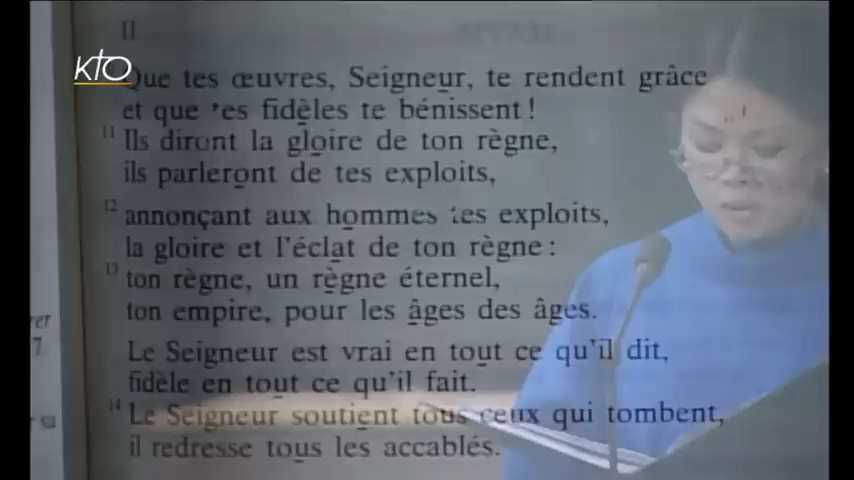 II
KTO
Que tes œuvres, Seigneur, te rendent grâce
et que tes fidèles te bénissent !
11 Ils diront la gloire de ton règne,
ils parleront de tes exploits,
12 annonçant aux hommes tes exploits,
la gloire et l'éclat de ton règne :
13 ton règne, un règne éternel,
ton empire, pour les âges des âges.
Le Seigneur est vrai en tout ce qu'il dit,
fidèle en tout ce qu'il fait.
14 Le Seigneur soutient tous ceux qui tombent,
il redresse tous les accablés.
7